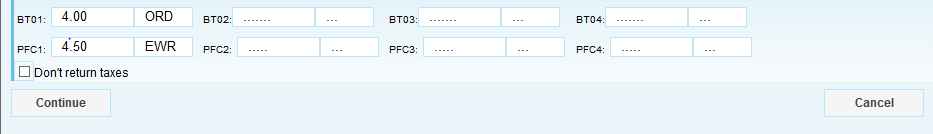 BT01: 4.00 ORD BT02: ....... ... BT03: ....... ... BT04: ....... ...
PFC1: 4.50 EWR PFC2: ..... ... PFC3: ..... ... PFC4: ..... ...
Don't return taxes
Continue Cancel